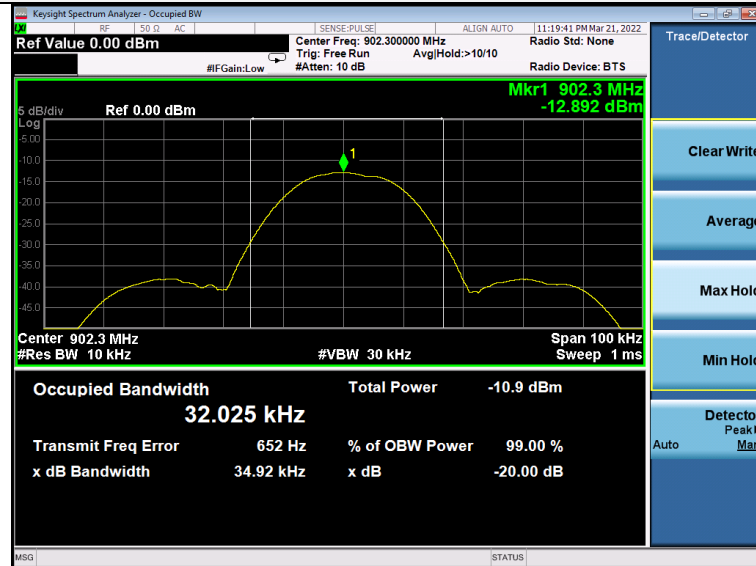 Keysight Spectrum Analyzer - Occupied BW
LXI RF 50 Ω AC SENSE:PULSE ALIGN AUTO 11:19:41 PM Mar 21, 2022
Ref Value 0.00 dBm
Center Freq: 902.300000 MHz Radio Std: None
Trig: Free Run Avg|Hold:>10/10
#IFGain:Low #Atten: 10 dB Radio Device: BTS
Trace/Detector
Mkr1 902.3 MHz
5 dB/div Ref 0.00 dBm -12.892 dBm
Log
-5.00
1
-10.0
-15.0
-20.0
-25.0
-30.0
-35.0
-40.0
-45.0
Center 902.3 MHz Span 100 kHz
#Res BW 10 kHz #VBW 30 kHz Sweep 1 ms
Occupied Bandwidth Total Power -10.9 dBm
32.025 kHz
Transmit Freq Error 652 Hz % of OBW Power 99.00 %
x dB Bandwidth 34.92 kHz x dB -20.00 dB
Clear Write
Average
Max Hold
Min Hold
Detecto
Peak
Auto Man
MSG STATUS